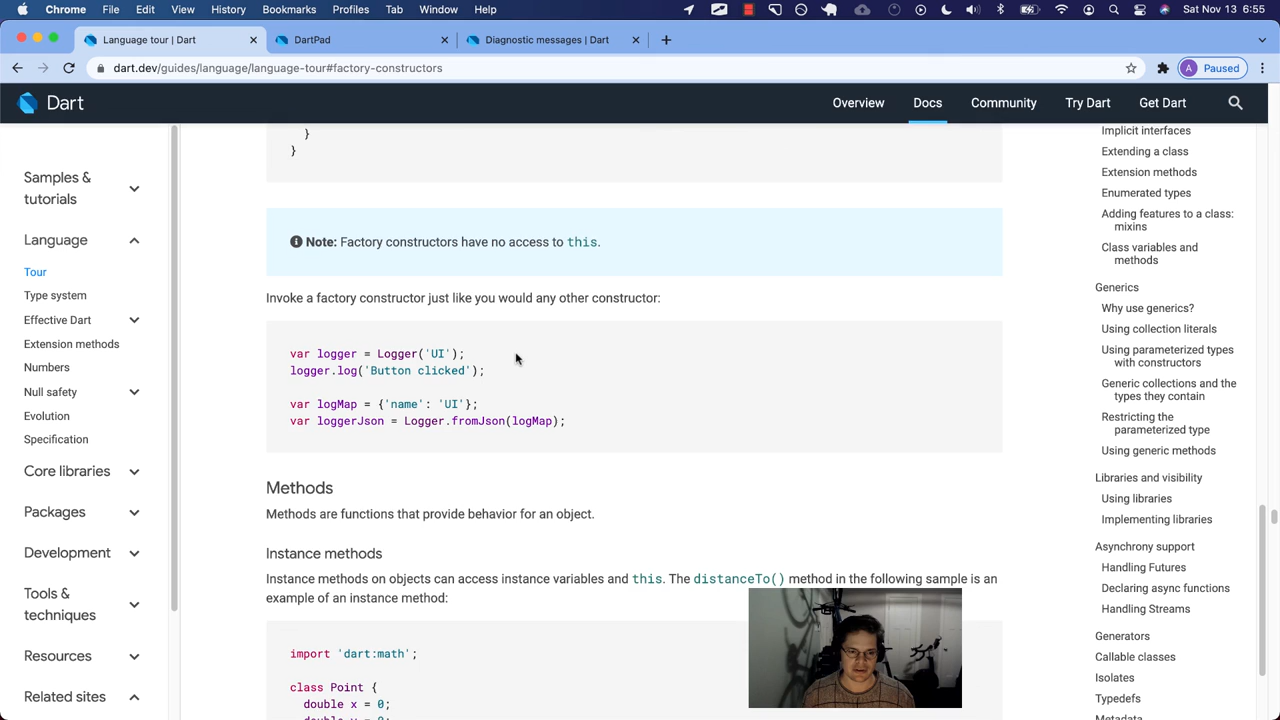 Chrome File Edit View History Bookmarks Profiles Tab Window Help Sat Nov 13 6:55
Language tour | Dart
DartPad
Diagnostic messages | Dart
dart.dev/guides/language/language-tour#factory-constructors
A Paused
Dart
Overview Docs Community Try Dart Get Dart
Samples &
tutorials
Language
Tour
Type system
Effective Dart
Extension methods
Numbers
Null safety
Evolution
Specification
Core libraries
Packages
Development
Tools &
techniques
Resources
Related sites
}
}
Note: Factory constructors have no access to this.
Invoke a factory constructor just like you would any other constructor:
var logger = Logger('UI');
logger.log('Button clicked');
var logMap = {'name': 'UI'};
var loggerJson = Logger.fromJson(logMap);
Methods
Methods are functions that provide behavior for an object.
Instance methods
Instance methods on objects can access instance variables and this. The distanceTo() method in the following sample is an
example of an instance method:
import 'dart:math';
class Point {
double x = 0;
double y = 0;
Implicit interfaces
Extending a class
Extension methods
Enumerated types
Adding features to a class:
mixins
Class variables and
methods
Generics
Why use generics?
Using collection literals
Using parameterized types
with constructors
Generic collections and the
types they contain
Restricting the
parameterized type
Using generic methods
Libraries and visibility
Using libraries
Implementing libraries
Asynchrony support
Handling Futures
Declaring async functions
Handling Streams
Generators
Callable classes
Isolates
Typedefs
Metadata